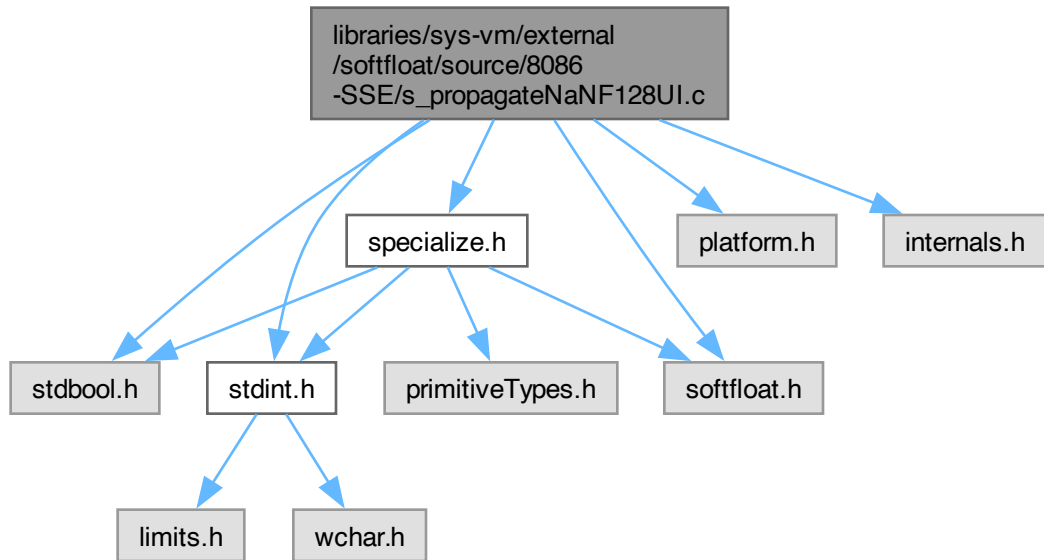 libraries/sys-vm/external
/softfloat/source/8086
-SSE/s_propagateNaNF128UI.c
specialize.h
platform.h
internals.h
stdbool.h
stdint.h
primitiveTypes.h
softfloat.h
limits.h
wchar.h